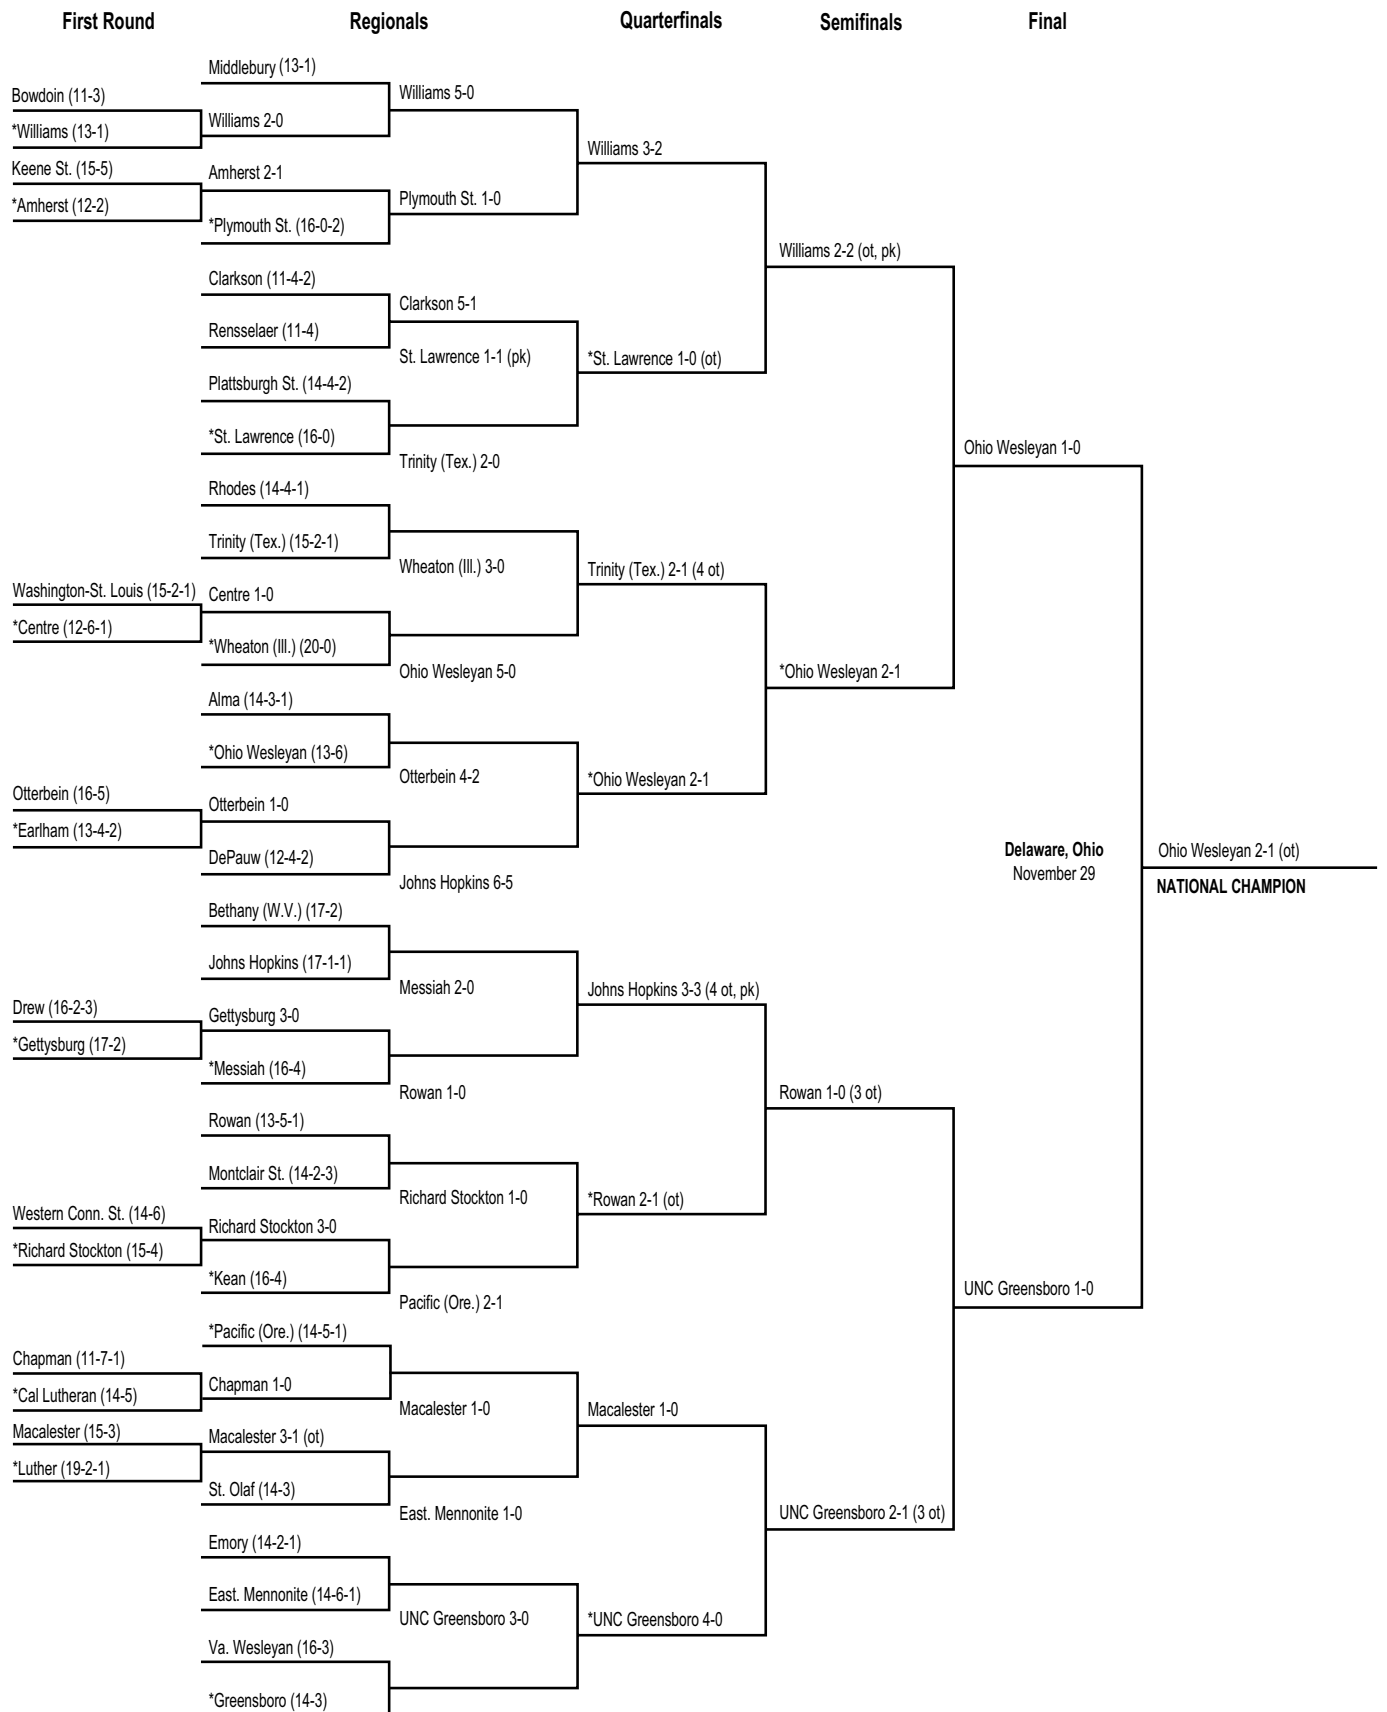 First Round
Regionals
Quarterfinals
Semifinals
Final
Bowdoin (11-3)
*Williams (13-1)
Keene St. (15-5)
*Amherst (12-2)
Washington-St. Louis (15-2-1)
*Centre (12-6-1)
Otterbein (16-5)
*Earlham (13-4-2)
Drew (16-2-3)
*Gettysburg (17-2)
Western Conn. St. (14-6)
*Richard Stockton (15-4)
Chapman (11-7-1)
*Cal Lutheran (14-5)
Macalester (15-3)
*Luther (19-2-1)
Middlebury (13-1)
Williams 2-0
Amherst 2-1
*Plymouth St. (16-0-2)
Clarkson (11-4-2)
Rensselaer (11-4)
Plattsburgh St. (14-4-2)
*St. Lawrence (16-0)
Rhodes (14-4-1)
Trinity (Tex.) (15-2-1)
Centre 1-0
*Wheaton (Ill.) (20-0)
Alma (14-3-1)
*Ohio Wesleyan (13-6)
Otterbein 1-0
DePauw (12-4-2)
Bethany (W.V.) (17-2)
Johns Hopkins (17-1-1)
Gettysburg 3-0
*Messiah (16-4)
Rowan (13-5-1)
Montclair St. (14-2-3)
Richard Stockton 3-0
*Kean (16-4)
*Pacific (Ore.) (14-5-1)
Chapman 1-0
Macalester 3-1 (ot)
St. Olaf (14-3)
Emory (14-2-1)
East. Mennonite (14-6-1)
Va. Wesleyan (16-3)
*Greensboro (14-3)
Williams 5-0
Plymouth St. 1-0
Clarkson 5-1
St. Lawrence 1-1 (pk)
Trinity (Tex.) 2-0
Wheaton (Ill.) 3-0
Ohio Wesleyan 5-0
Otterbein 4-2
Johns Hopkins 6-5
Messiah 2-0
Rowan 1-0
Richard Stockton 1-0
Pacific (Ore.) 2-1
Macalester 1-0
East. Mennonite 1-0
UNC Greensboro 3-0
Williams 3-2
*St. Lawrence 1-0 (ot)
Trinity (Tex.) 2-1 (4 ot)
*Ohio Wesleyan 2-1
Johns Hopkins 3-3 (4 ot, pk)
*Rowan 2-1 (ot)
Macalester 1-0
*UNC Greensboro 4-0
Williams 2-2 (ot, pk)
*Ohio Wesleyan 2-1
Rowan 1-0 (3 ot)
UNC Greensboro 2-1 (3 ot)
Ohio Wesleyan 1-0
UNC Greensboro 1-0
Delaware, Ohio
November 29
Ohio Wesleyan 2-1 (ot)
NATIONAL CHAMPION